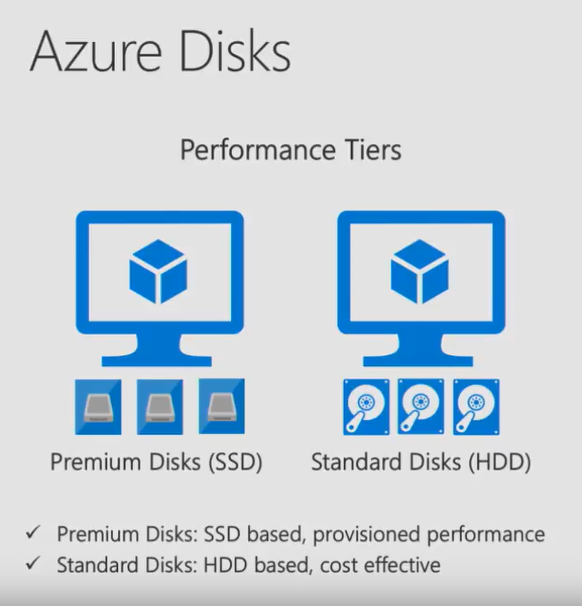 Azure Disks
Performance Tiers
Premium Disks (SSD)
Standard Disks (HDD)
✓ Premium Disks: SSD based, provisioned performance
✓ Standard Disks: HDD based, cost effective